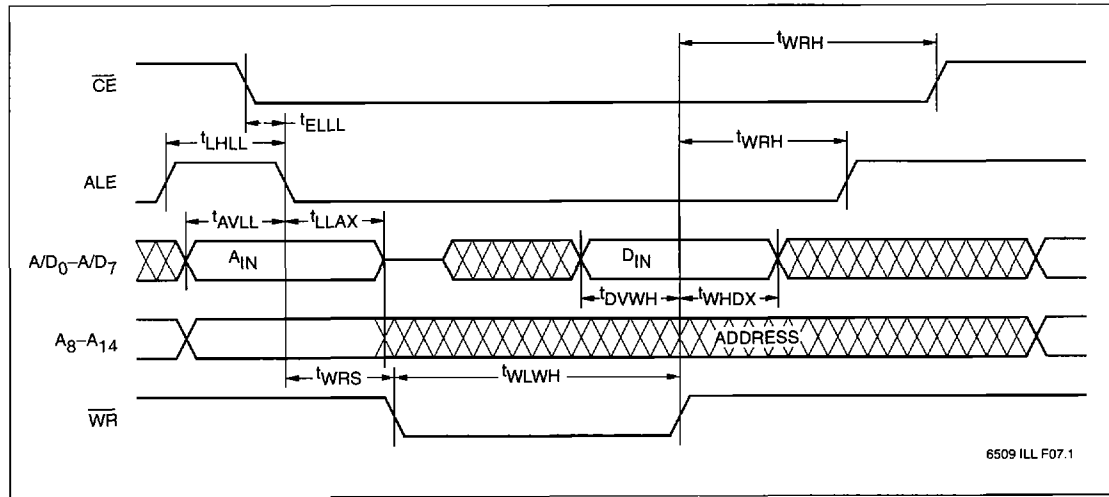 tWRH
CE
tELLL
tLHLL
tWRH
ALE
tAVLL
tLLAX
A/D0–A/D7
AIN
DIN
tDVWH
tWHDX
A8–A14
ADDRESS
tWRS
tWLWH
WR
6509 ILL F07.1